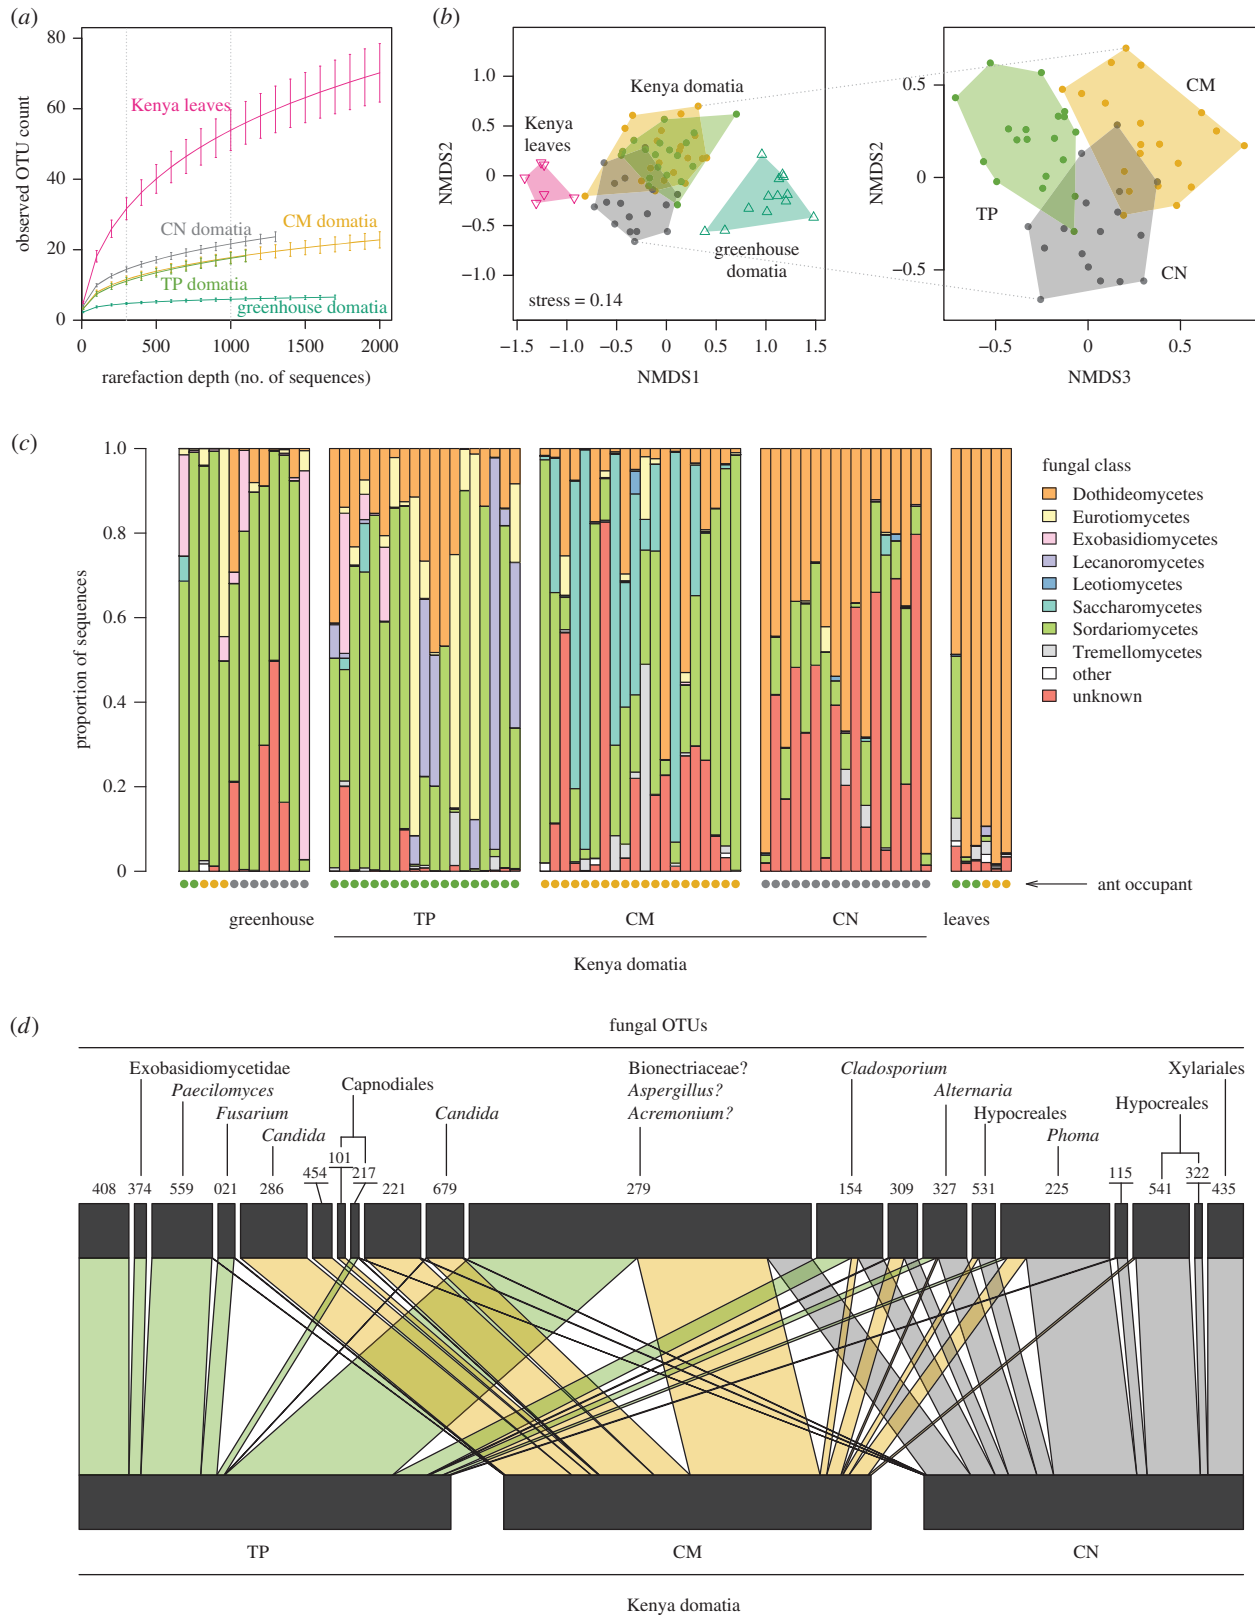 (a)
80
60
40
20
0
observed OTU count
Kenya leaves
CN domatia
CM domatia
TP domatia
greenhouse domatia
0
500
1000
1500
2000
rarefaction depth (no. of sequences)
(b)
1.0
0.5
0
−0.5
−1.0
NMDS2
Kenya domatia
Kenya
leaves
greenhouse
domatia
stress = 0.14
−1.5
−1.0
−0.5
0
0.5
1.0
1.5
NMDS1
0.5
0
−0.5
NMDS2
CM
TP
CN
−0.5
0
0.5
NMDS3
(c)
1.0
0.8
0.6
0.4
0.2
0
proportion of sequences
fungal class
Dothideomycetes
Eurotiomycetes
Exobasidiomycetes
Lecanoromycetes
Leotiomycetes
Saccharomycetes
Sordariomycetes
Tremellomycetes
other
unknown
ant occupant
greenhouse
TP
CM
CN
leaves
Kenya domatia
(d)
fungal OTUs
Exobasidiomycetidae
Paecilomyces
Fusarium
Candida
Capnodiales
Candida
Bionectriaceae?
Aspergillus?
Acremonium?
Cladosporium
Alternaria
Hypocreales
Phoma
Hypocreales
Xylariales
408
374
559
021
286
454
101
217
221
679
279
154
309
327
531
225
115
541
322
435
TP
CM
CN
Kenya domatia